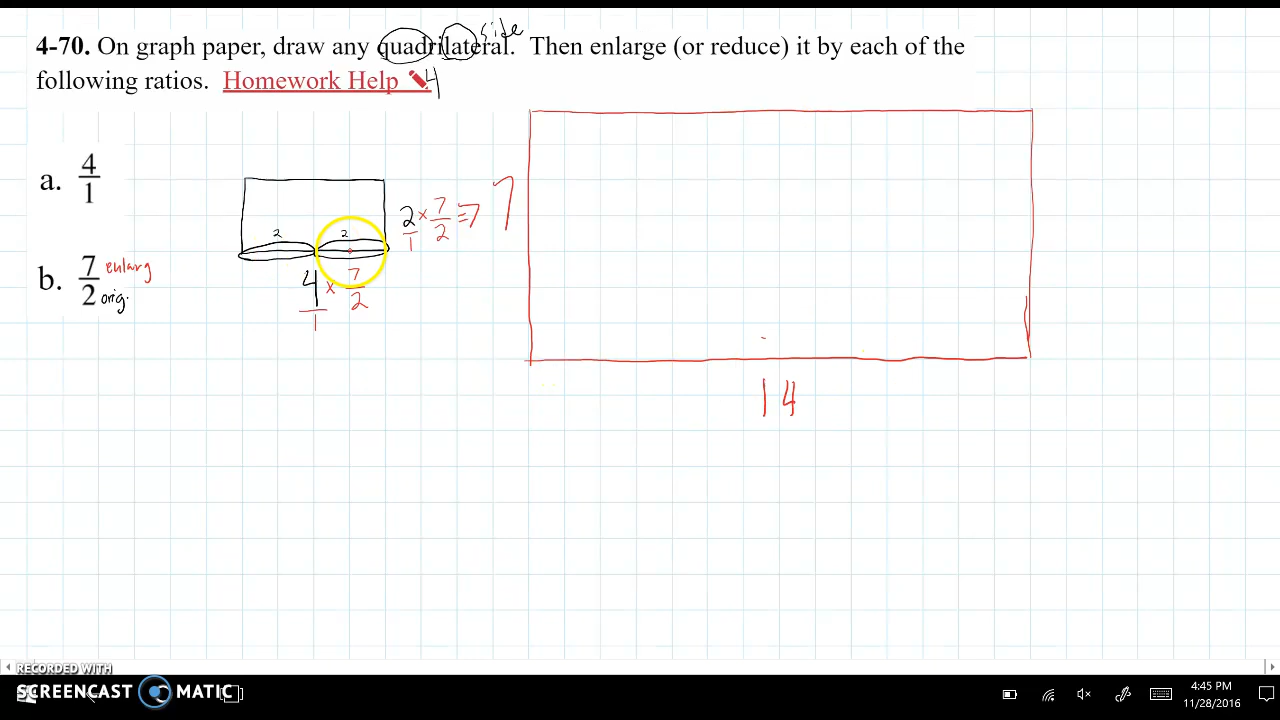 side
4-70. On graph paper, draw any quadrilateral. Then enlarge (or reduce) it by each of the
following ratios. Homework Help 4
a. 4/1
b. 7/2 enlarg
orig.
2 2
2/1 × 7/2 = 7
4/1 × 7/2
7
14
RECORDED WITH
SCREENCAST MATIC
4:45 PM
11/28/2016